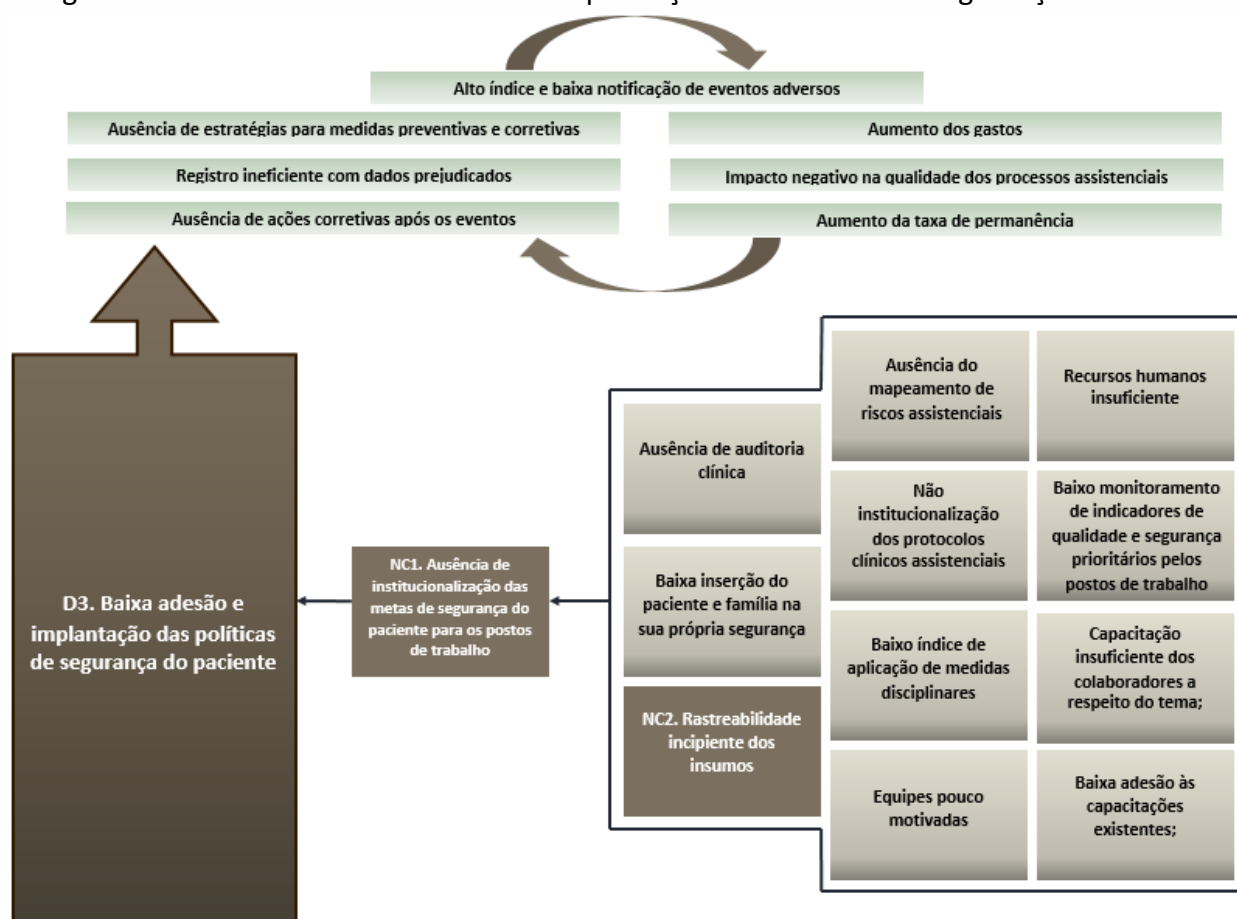 Alto índice e baixa notificação de eventos adversos
Ausência de estratégias para medidas preventivas e corretivas
Aumento dos gastos
Registro ineficiente com dados prejudicados
Impacto negativo na qualidade dos processos assistenciais
Ausência de ações corretivas após os eventos
Aumento da taxa de permanência
D3. Baixa adesão e
implantação das políticas
de segurança do paciente
NC1. Ausência de
institucionalização das
metas de segurança do
paciente para os postos
de trabalho
Ausência de auditoria
clínica
Baixa inserção do
paciente e família na
sua própria segurança
NC2. Rastreabilidade
incipiente dos
insumos
Ausência do
mapeamento de
riscos assistenciais
Recursos humanos
insuficiente
Não
institucionalização
dos protocolos
clínicos assistenciais
Baixo monitoramento
de indicadores de
qualidade e segurança
prioritários pelos
postos de trabalho
Baixo índice de
aplicação de medidas
disciplinares
Capacitação
insuficiente dos
colaboradores a
respeito do tema;
Equipes pouco
motivadas
Baixa adesão às
capacitações
existentes;